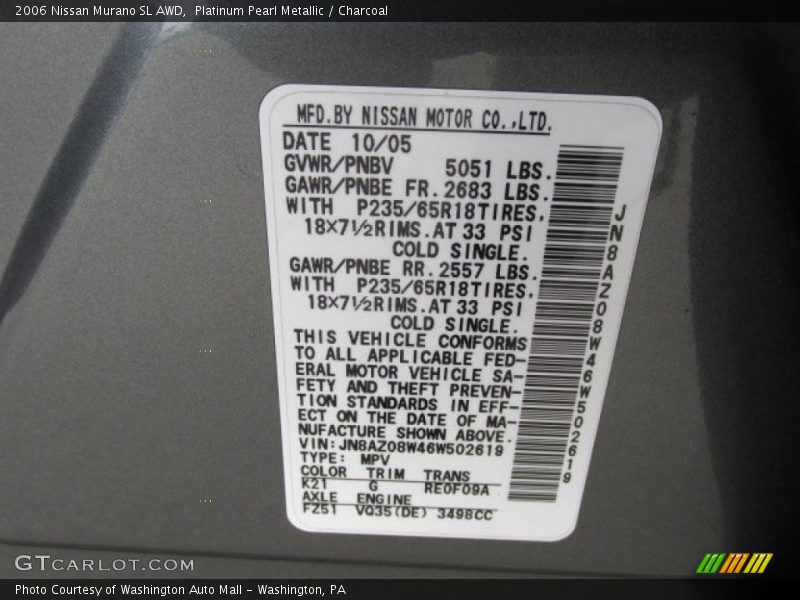 2006 Nissan Murano SL AWD,  Platinum Pearl Metallic / Charcoal
MFD.BY NISSAN MOTOR CO.,LTD.
DATE 10/05
GVWR/PNBV 5051 LBS.
GAWR/PNBE FR.2683 LBS.
WITH P235/65R18TIRES,
18×7½RIMS.AT 33 PSI
COLD SINGLE.
GAWR/PNBE RR.2557 LBS.
WITH P235/65R18TIRES,
18×7½RIMS.AT 33 PSI
COLD SINGLE.
THIS VEHICLE CONFORMS
TO ALL APPLICABLE FED-
ERAL MOTOR VEHICLE SA-
FETY AND THEFT PREVEN-
TION STANDARDS IN EFF-
ECT ON THE DATE OF MA-
NUFACTURE SHOWN ABOVE.
VIN:JN8AZ08W46W502619
TYPE: MPV
COLOR TRIM TRANS
K21 G RE0F09A
AXLE ENGINE
FZ51 VQ35(DE) 3498CC
JN8AZ08W46W502619
GTCARLOT.COM
Photo Courtesy of Washington Auto Mall - Washington, PA